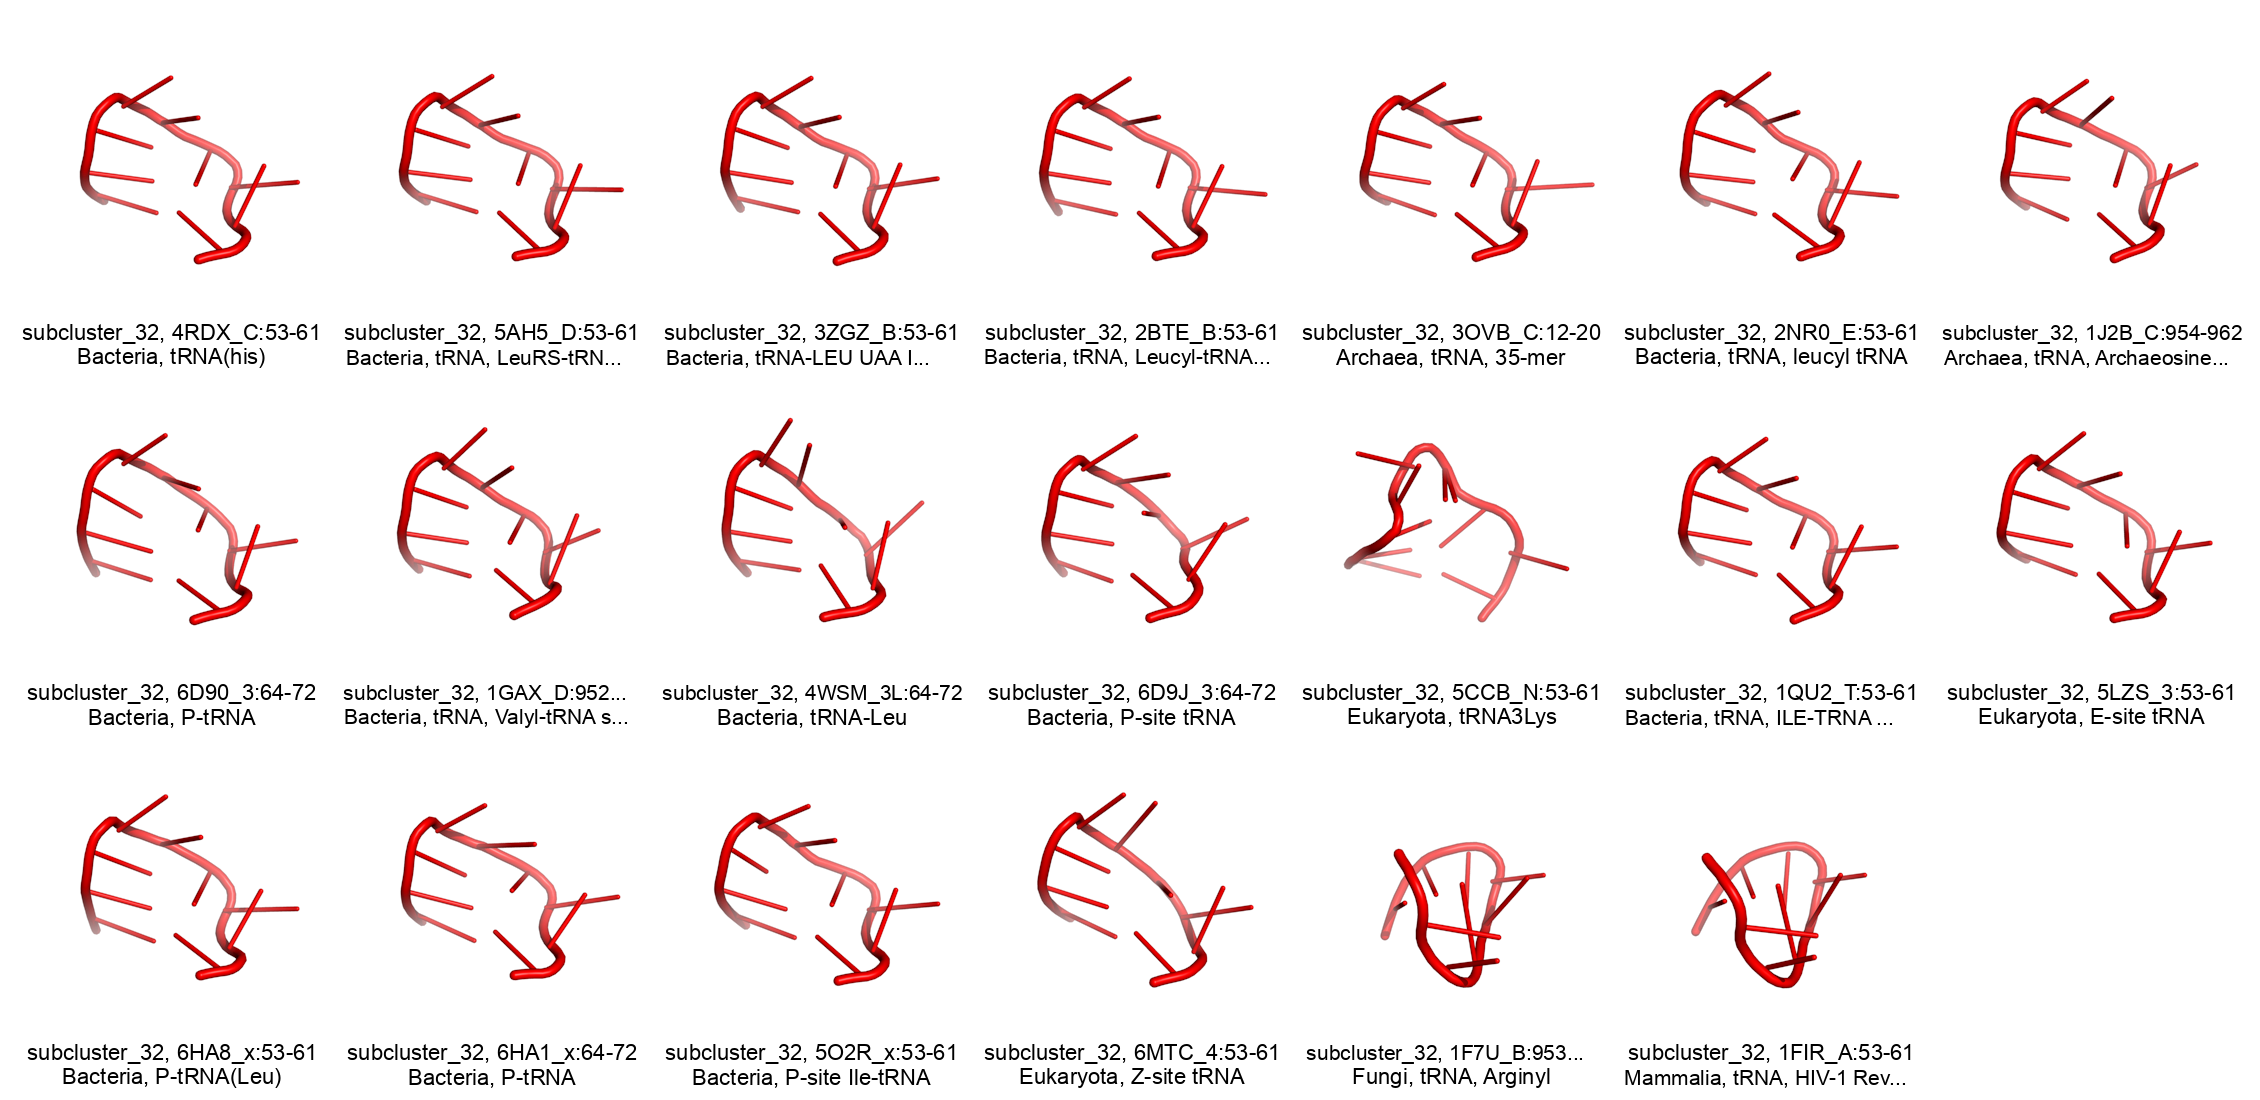 subcluster_32, 4RDX_C:53-61
Bacteria, tRNA(his)
subcluster_32, 5AH5_D:53-61
Bacteria, tRNA, LeuRS-tRN...
subcluster_32, 3ZGZ_B:53-61
Bacteria, tRNA-LEU UAA I...
subcluster_32, 2BTE_B:53-61
Bacteria, tRNA, Leucyl-tRNA...
subcluster_32, 3OVB_C:12-20
Archaea, tRNA, 35-mer
subcluster_32, 2NR0_E:53-61
Bacteria, tRNA, leucyl tRNA
subcluster_32, 1J2B_C:954-962
Archaea, tRNA, Archaeosine...
subcluster_32, 6D90_3:64-72
Bacteria, P-tRNA
subcluster_32, 1GAX_D:952...
Bacteria, tRNA, Valyl-tRNA s...
subcluster_32, 4WSM_3L:64-72
Bacteria, tRNA-Leu
subcluster_32, 6D9J_3:64-72
Bacteria, P-site tRNA
subcluster_32, 5CCB_N:53-61
Eukaryota, tRNA3Lys
subcluster_32, 1QU2_T:53-61
Bacteria, tRNA, ILE-TRNA ...
subcluster_32, 5LZS_3:53-61
Eukaryota, E-site tRNA
subcluster_32, 6HA8_x:53-61
Bacteria, P-tRNA(Leu)
subcluster_32, 6HA1_x:64-72
Bacteria, P-tRNA
subcluster_32, 5O2R_x:53-61
Bacteria, P-site Ile-tRNA
subcluster_32, 6MTC_4:53-61
Eukaryota, Z-site tRNA
subcluster_32, 1F7U_B:953...
Fungi, tRNA, Arginyl
subcluster_32, 1FIR_A:53-61
Mammalia, tRNA, HIV-1 Rev...